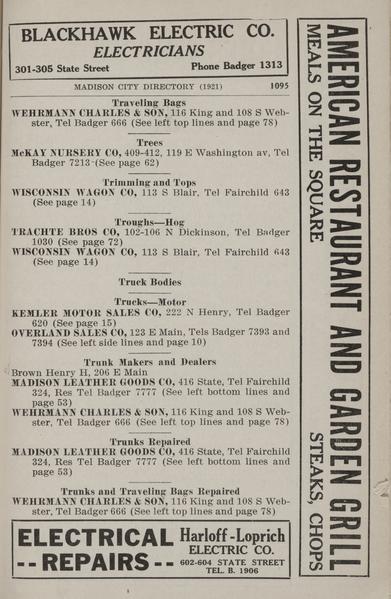 BLACKHAWK ELECTRIC CO.
ELECTRICIANS
301-305 State Street Phone Badger 1313
MADISON CITY DIRECTORY (1921) 1095
Traveling Bags
WEHRMANN CHARLES & SON, 116 King and 108 S Web-
ster, Tel Badger 666 (See left top lines and page 78)
Trees
McKAY NURSERY CO, 409-412, 119 E Washington av, Tel
Badger 7213 (See page 62)
Trimming and Tops
WISCONSIN WAGON CO, 113 S Blair, Tel Fairchild 643
(See page 14)
Troughs—Hog
TRACHTE BROS CO, 102-106 N Dickinson, Tel Badger
1030 (See page 72)
WISCONSIN WAGON CO, 113 S Blair, Tel Fairchild 643
(See page 14)
Truck Bodies
Trucks—Motor
KEMLER MOTOR SALES CO, 222 N Henry, Tel Badger
620 (See page 15)
OVERLAND SALES CO, 123 E Main, Tels Badger 7393 and
7394 (See left side lines and page 10)
Trunk Makers and Dealers
Brown Henry H, 206 E Main
MADISON LEATHER GOODS CO, 416 State, Tel Fairchild
324, Res Tel Badger 7777 (See left bottom lines and
page 53)
WEHRMANN CHARLES & SON, 116 King and 108 S Web-
ster, Tel Badger 666 (See left top lines and page 78)
Trunks Repaired
MADISON LEATHER GOODS CO, 416 State, Tel Fairchild
324, Res Tel Badger 7777 (See left bottom lines and
page 53)
Trunks and Traveling Bags Repaired
WEHRMANN CHARLES & SON, 116 King and 108 S Web-
ster, Tel Badger 666 (See left top lines and page 78)
ELECTRICAL
-- REPAIRS --
Harloff-Loprich
ELECTRIC CO.
602-604 STATE STREET
TEL. B. 1906
AMERICAN RESTAURANT AND GARDEN GRILL
MEALS ON THE SQUARE STEAKS, CHOPS